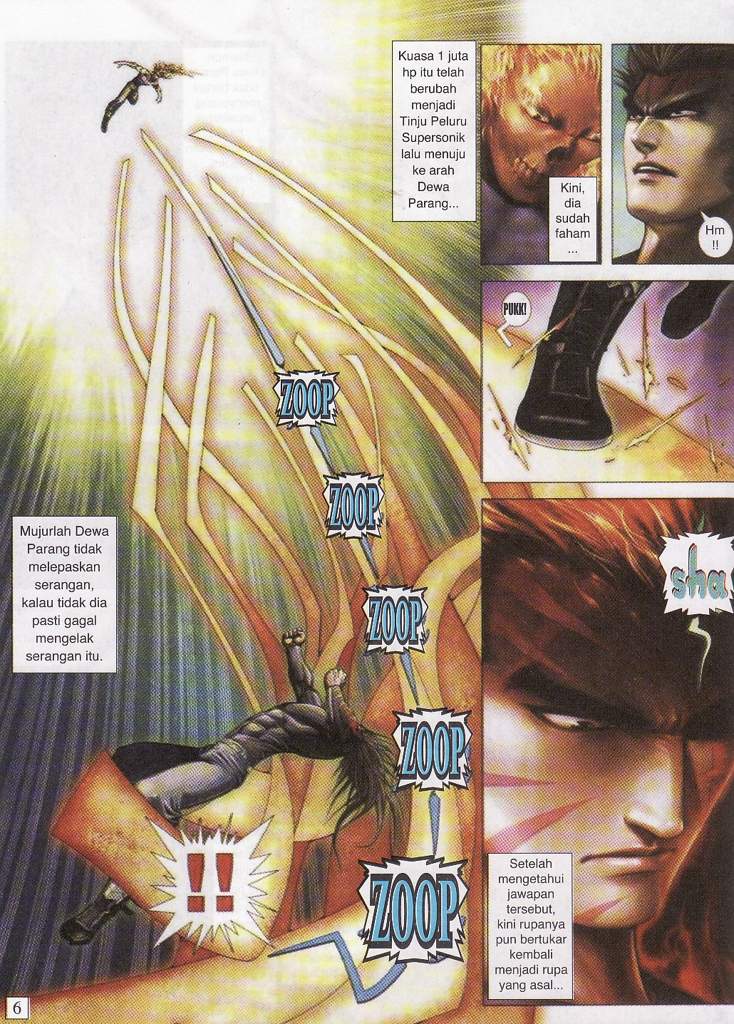 Kuasa 1 juta
hp itu telah
berubah
menjadi
Tinju Peluru
Supersonik
lalu menuju
ke arah
Dewa
Parang...
Kini,
dia
sudah
faham
...
Hm
!!
PUKK!
ZOOP
ZOOP
ZOOP
ZOOP
ZOOP
Mujurlah Dewa
Parang tidak
melepaskan
serangan,
kalau tidak dia
pasti gagal
mengelak
serangan itu.
!!
sha
Setelah
mengetahui
jawapan
tersebut,
kini rupanya
pun bertukar
kembali
menjadi rupa
yang asal...
6